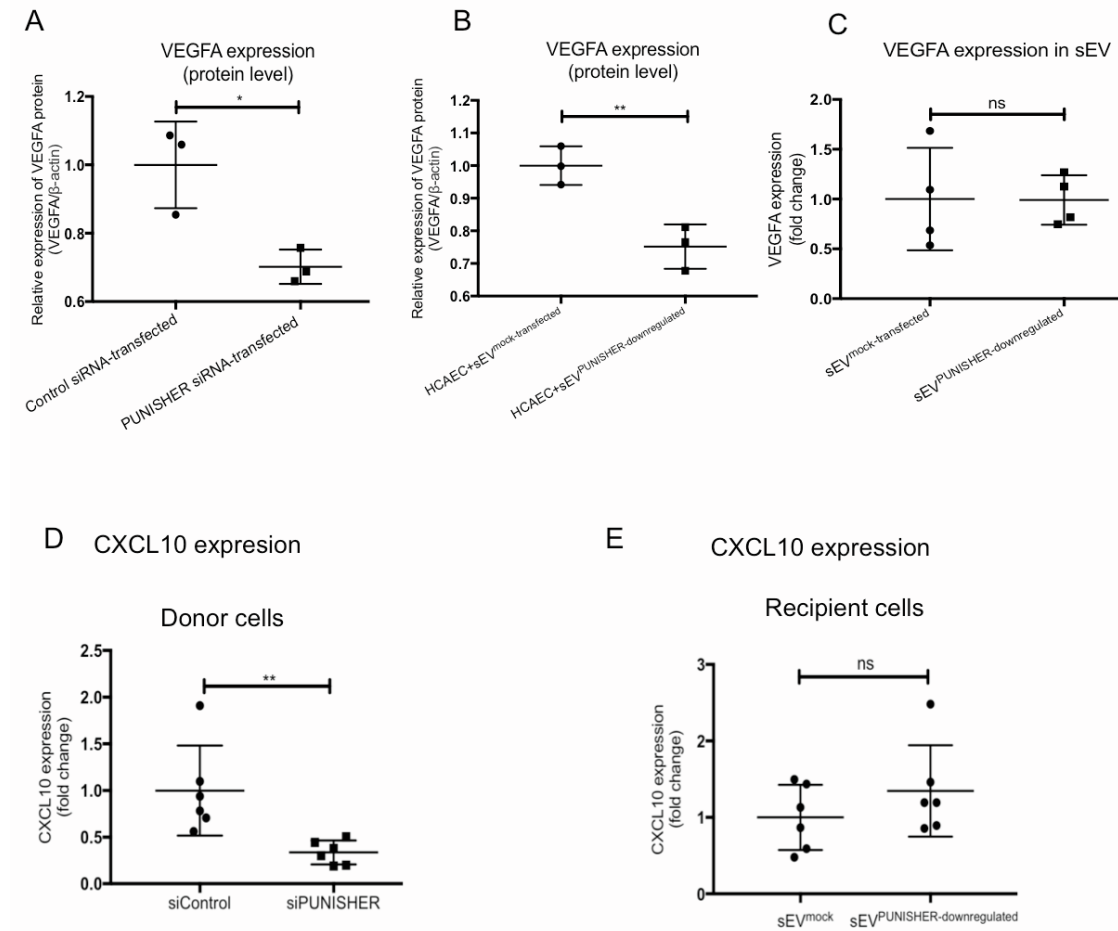 A
VEGFA expression
(protein level)
Relative expression of VEGFA protein
(VEGFA/β-actin)
1.2
1.0
0.8
0.6
*
Control siRNA-transfected
PUNISHER siRNA-transfected
B
VEGFA expression
(protein level)
Relative expression of VEGFA protein
(VEGFA/β-actin)
1.2
1.1
1.0
0.9
0.8
0.7
0.6
**
HCAEC+sEVmock-transfected
HCAEC+sEVPUNISHER-downregulated
C
VEGFA expression in sEV
VEGFA expression
(fold change)
2.0
1.5
1.0
0.5
0.0
ns
sEVmock-transfected
sEVPUNISHER-downregulated
D
CXCL10 expresion
Donor cells
CXCL10 expression
(fold change)
2.5
2.0
1.5
1.0
0.5
0.0
**
siControl
siPUNISHER
E
CXCL10 expression
Recipient cells
CXCL10 expression
(fold change)
3
2
1
0
ns
sEVmock
sEVPUNISHER-downregulated